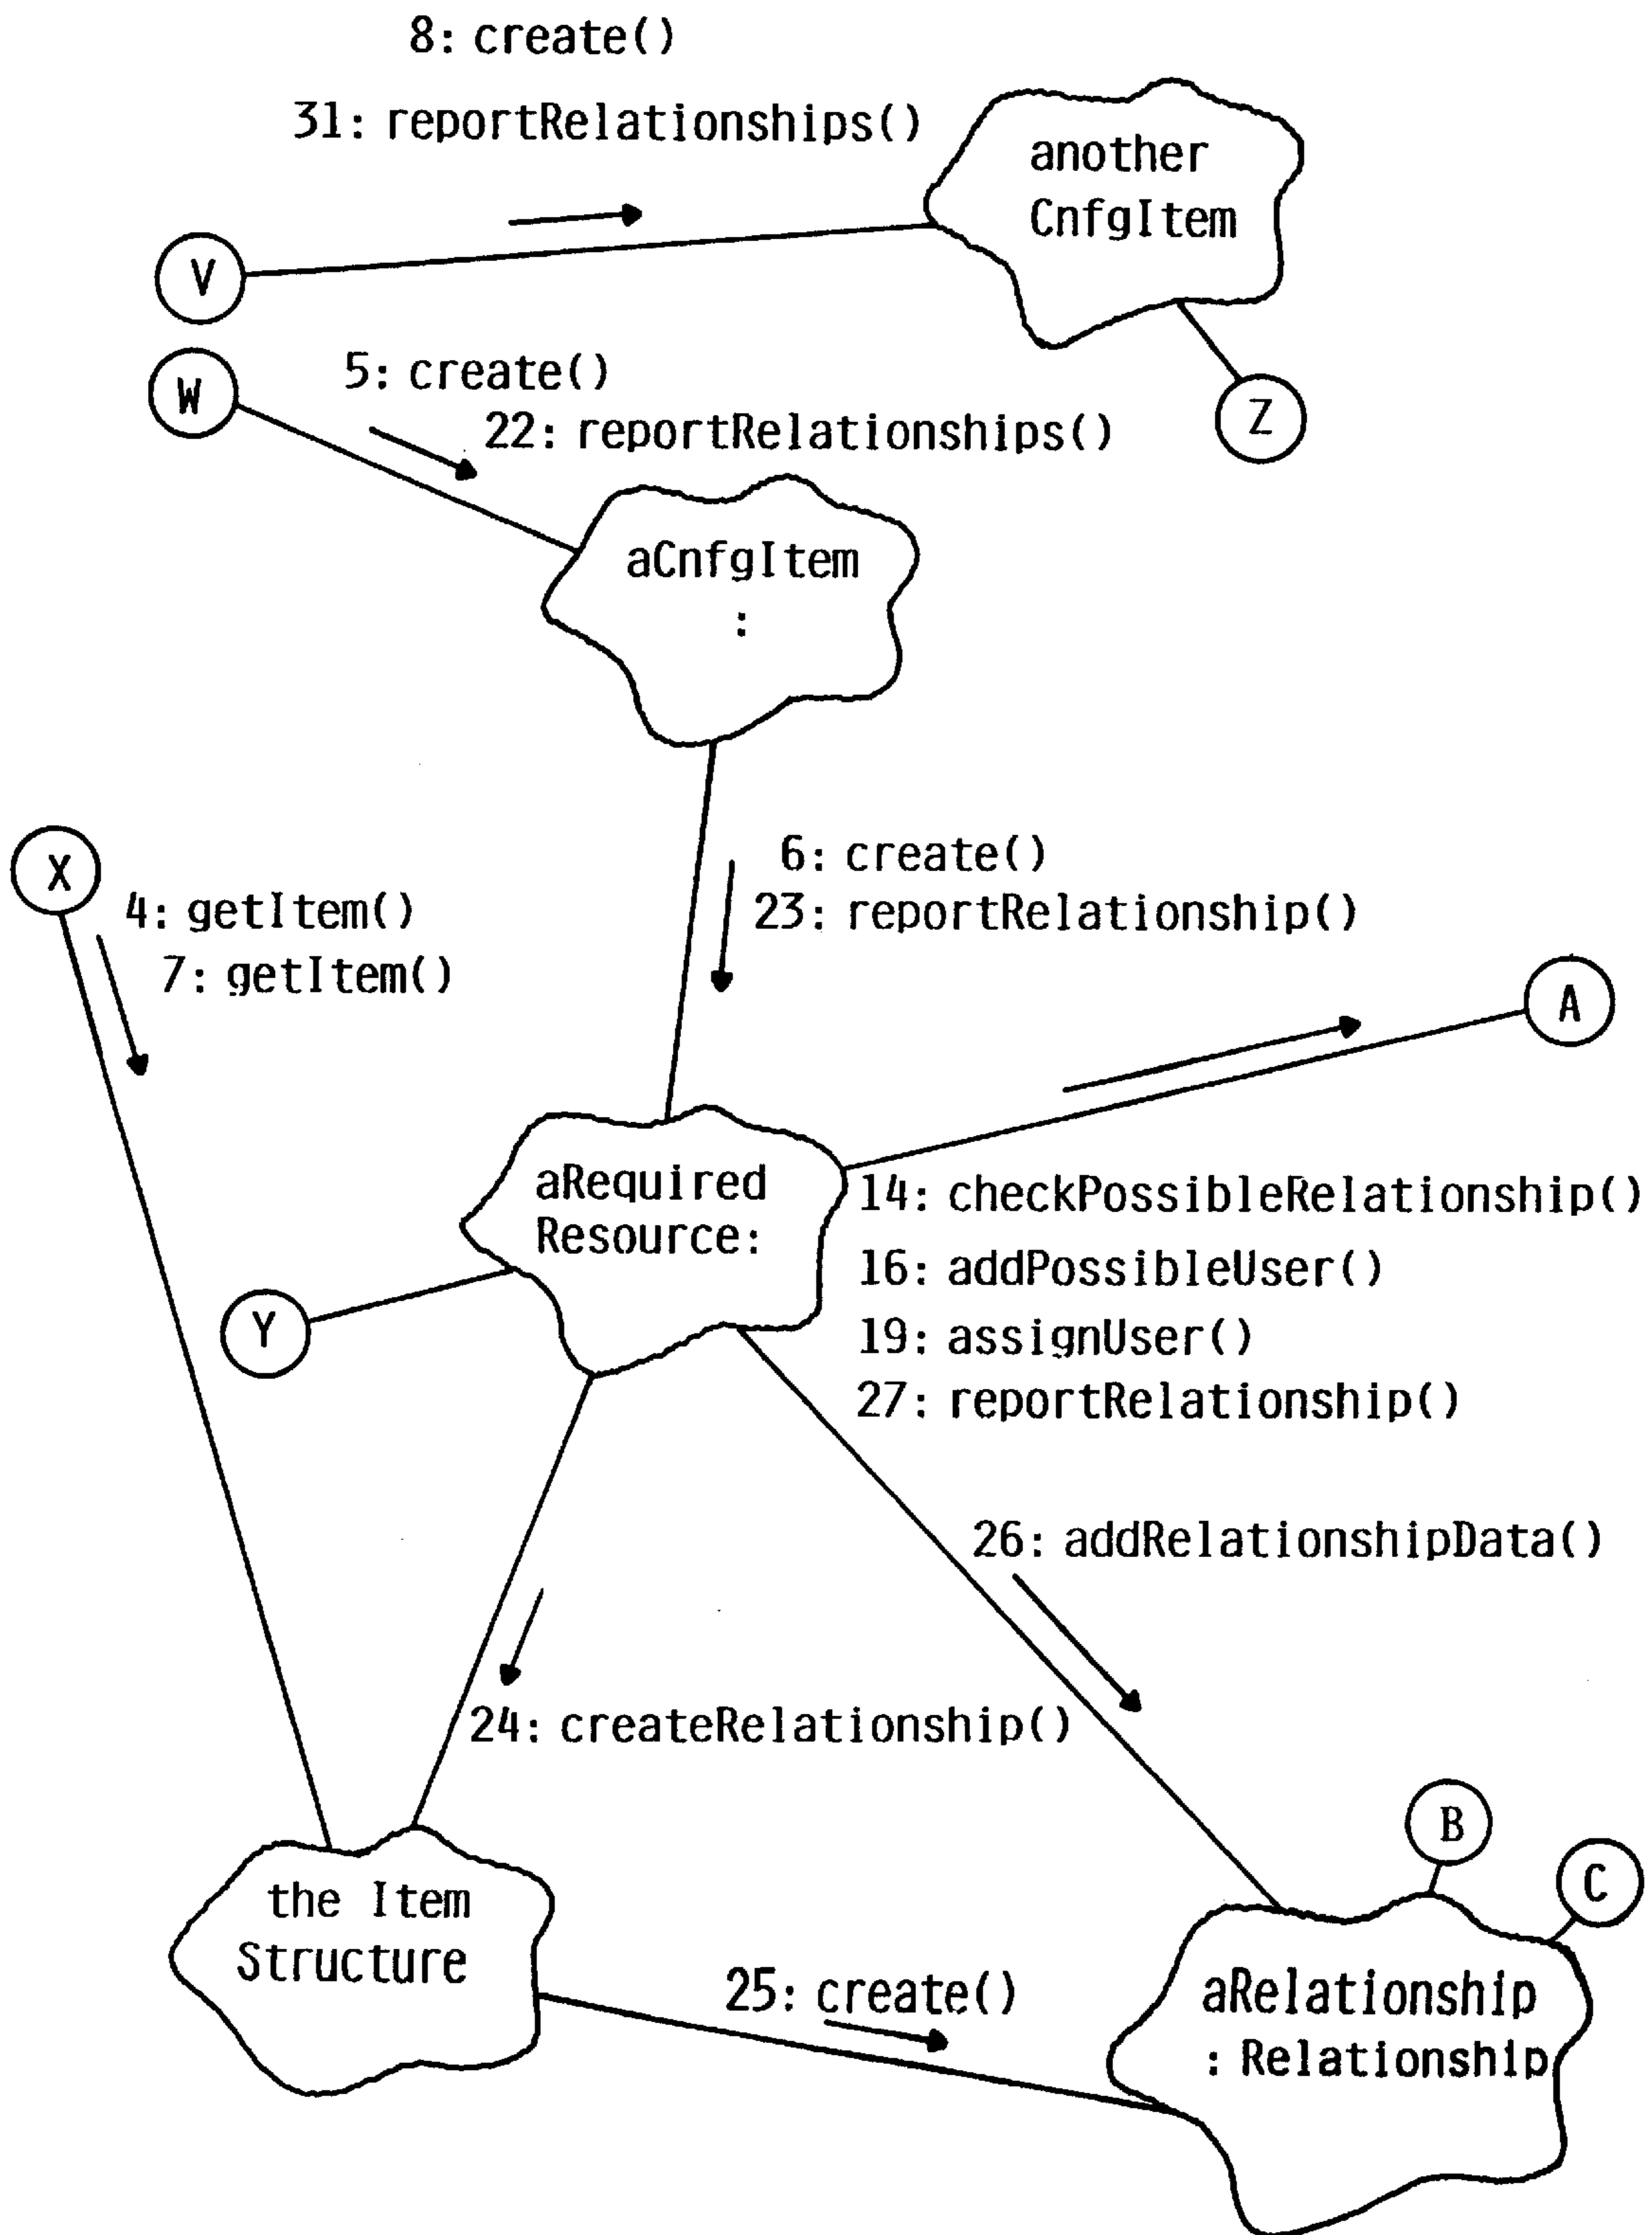 8: create()
31: reportRelationships()
another
CnfgItem
V
W
5: create()
22: reportRelationships()
Z
aCnfgItem
:
X
4: getItem()
7: getItem()
6: create()
23: reportRelationship()
A
aRequired
Resource:
14: checkPossibleRelationship()
16: addPossibleUser()
19: assignUser()
27: reportRelationship()
Y
26: addRelationshipData()
24: createRelationship()
B
C
the Item
Structure
25: create()
aRelationship
: Relationship